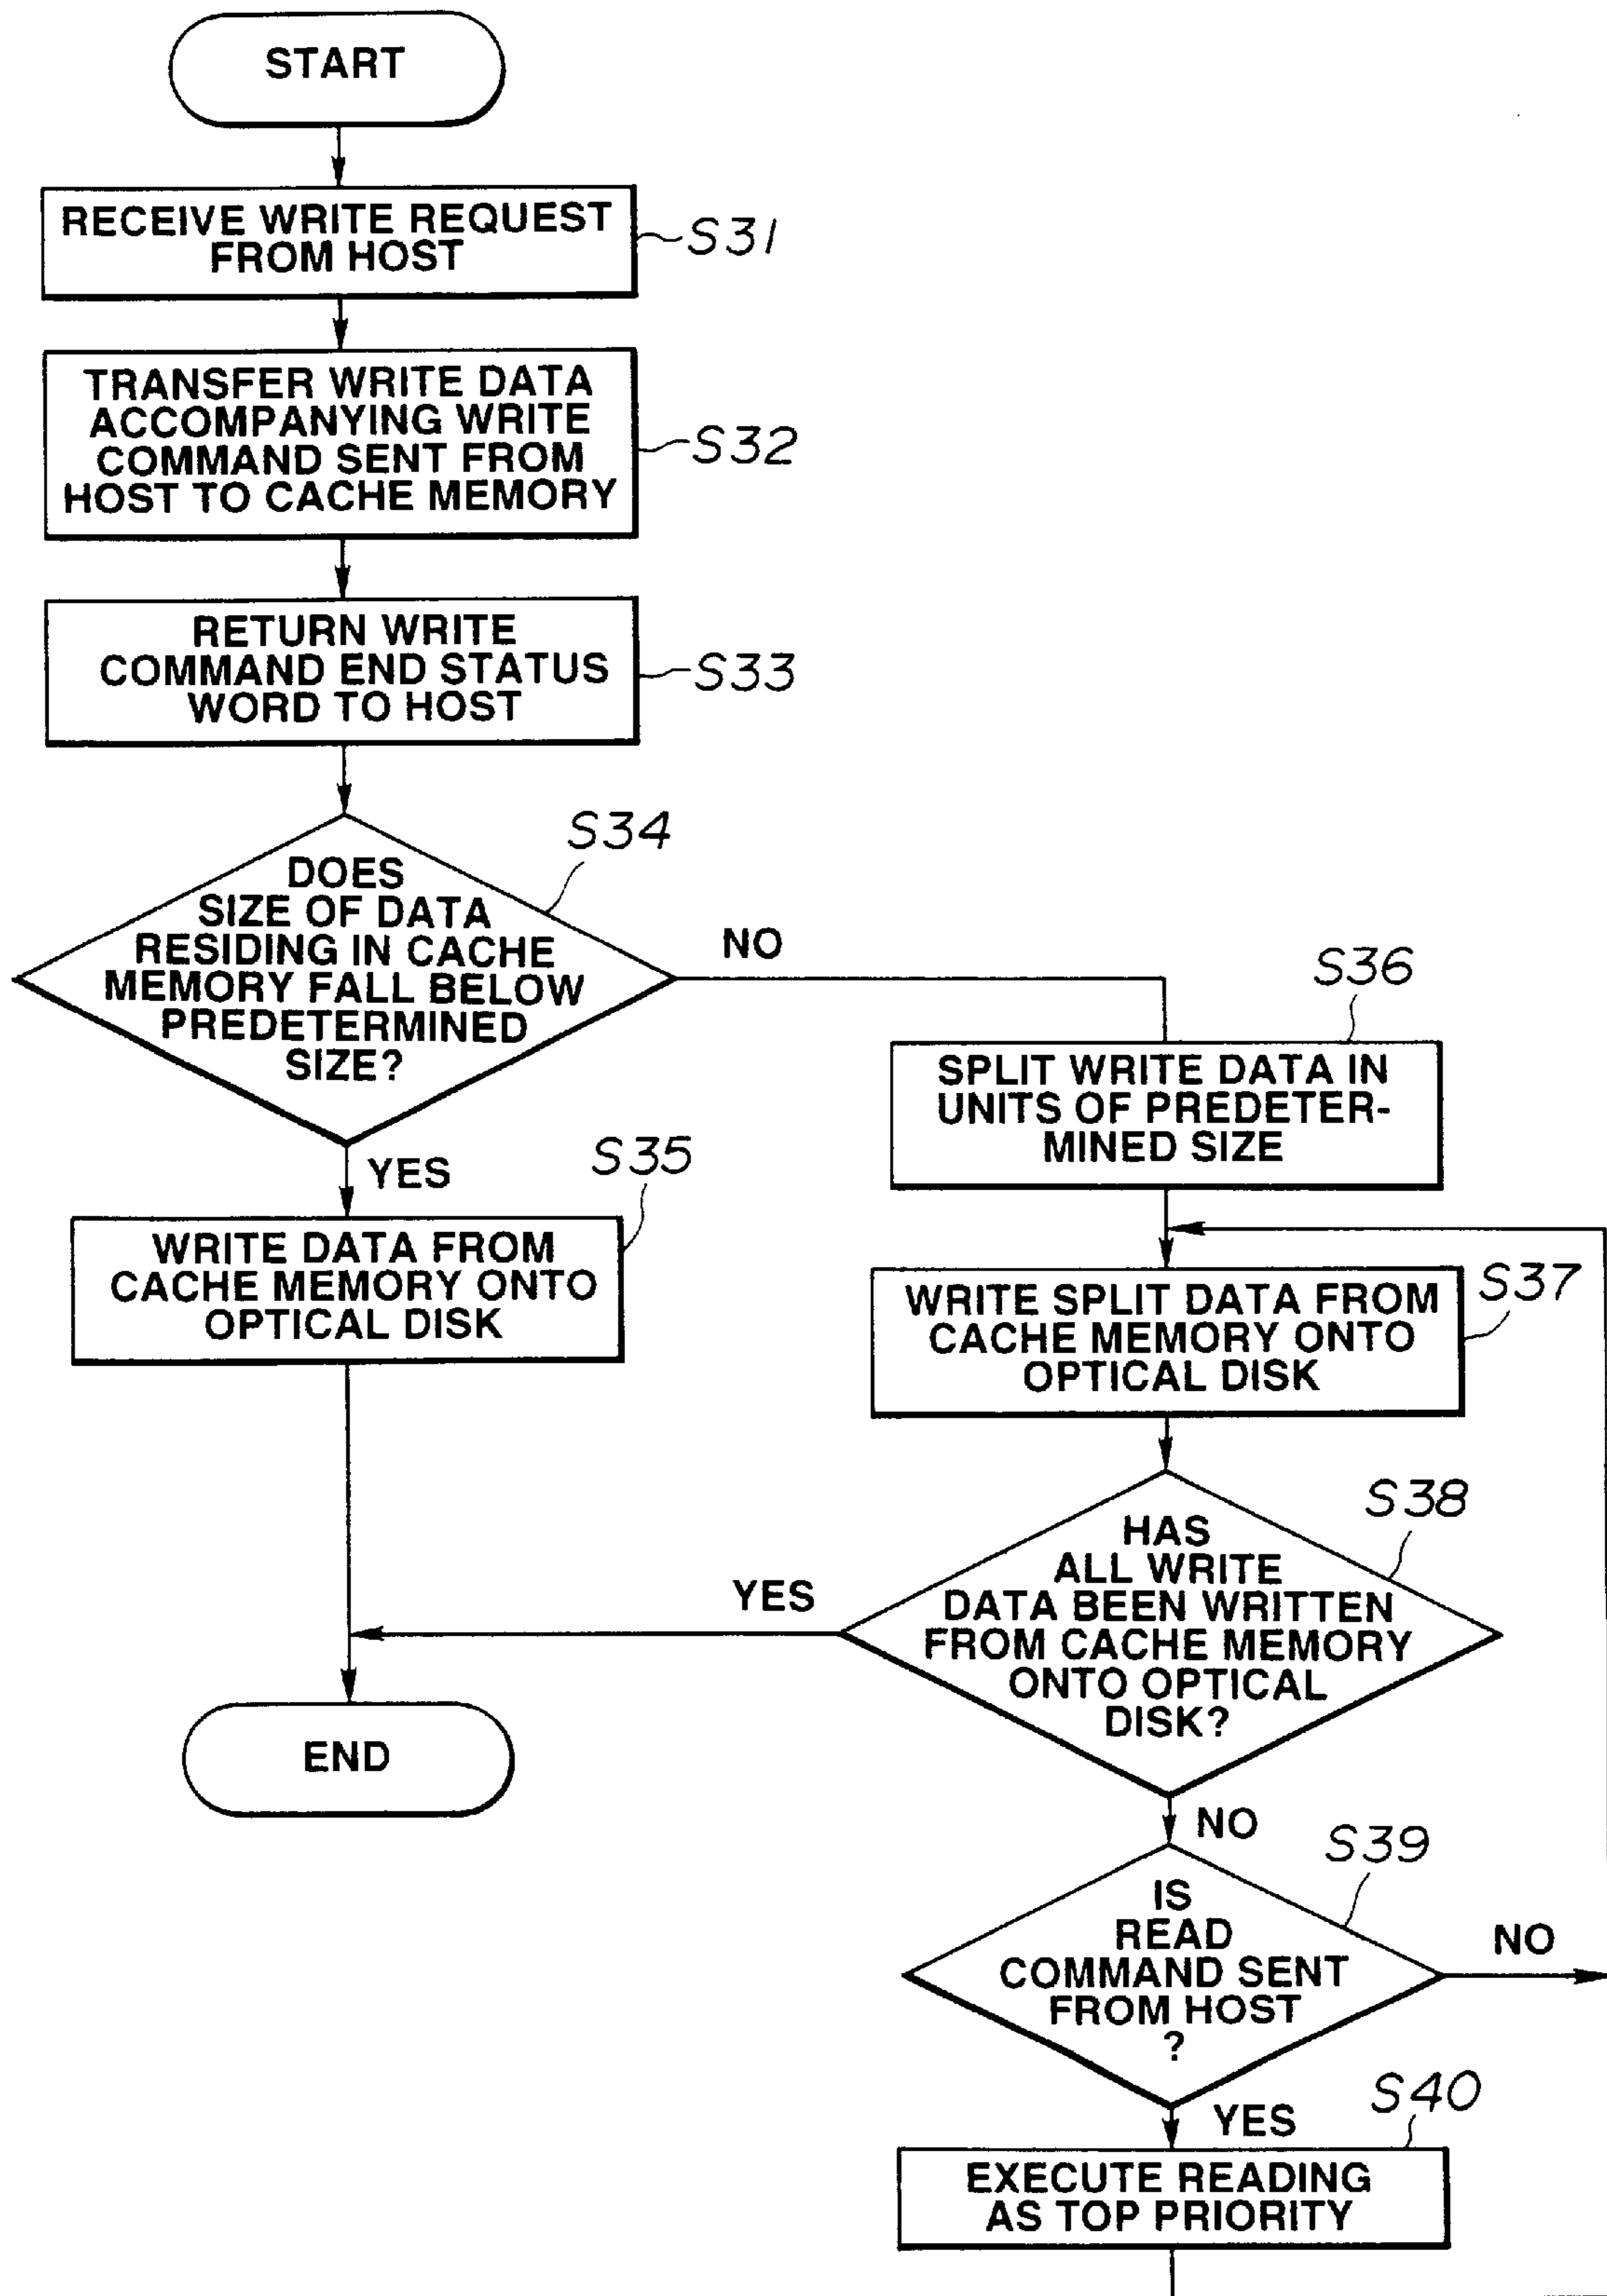 START
RECEIVE WRITE REQUEST
FROM HOST
S31
TRANSFER WRITE DATA
ACCOMPANYING WRITE
COMMAND SENT FROM
HOST TO CACHE MEMORY
S32
RETURN WRITE
COMMAND END STATUS
WORD TO HOST
S33
S34
DOES
SIZE OF DATA
RESIDING IN CACHE
MEMORY FALL BELOW
PREDETERMINED
SIZE?
NO
YES
S35
WRITE DATA FROM
CACHE MEMORY ONTO
OPTICAL DISK
S36
SPLIT WRITE DATA IN
UNITS OF PREDETER-
MINED SIZE
S37
WRITE SPLIT DATA FROM
CACHE MEMORY ONTO
OPTICAL DISK
S38
HAS
ALL WRITE
DATA BEEN WRITTEN
FROM CACHE MEMORY
ONTO OPTICAL
DISK?
YES
END
NO
S39
IS
READ
COMMAND SENT
FROM HOST
?
NO
YES
S40
EXECUTE READING
AS TOP PRIORITY